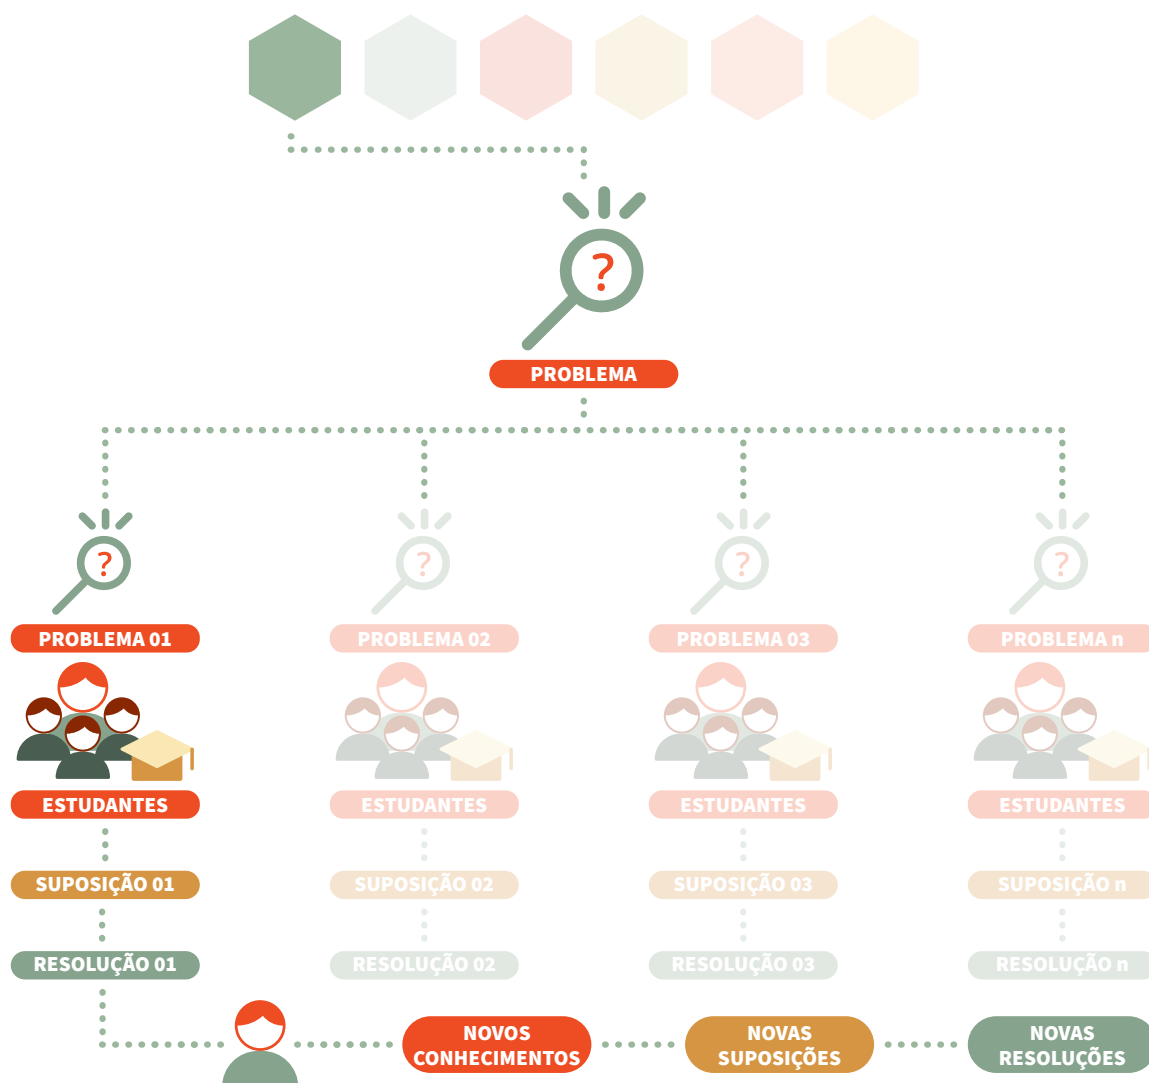 ?
PROBLEMA
? ? ? ?
PROBLEMA 01 PROBLEMA 02 PROBLEMA 03 PROBLEMA n
ESTUDANTES ESTUDANTES ESTUDANTES ESTUDANTES
SUPOSIÇÃO 01 SUPOSIÇÃO 02 SUPOSIÇÃO 03 SUPOSIÇÃO n
RESOLUÇÃO 01 RESOLUÇÃO 02 RESOLUÇÃO 03 RESOLUÇÃO n
NOVOS
CONHECIMENTOS
NOVAS
SUPOSIÇÕES
NOVAS
RESOLUÇÕES